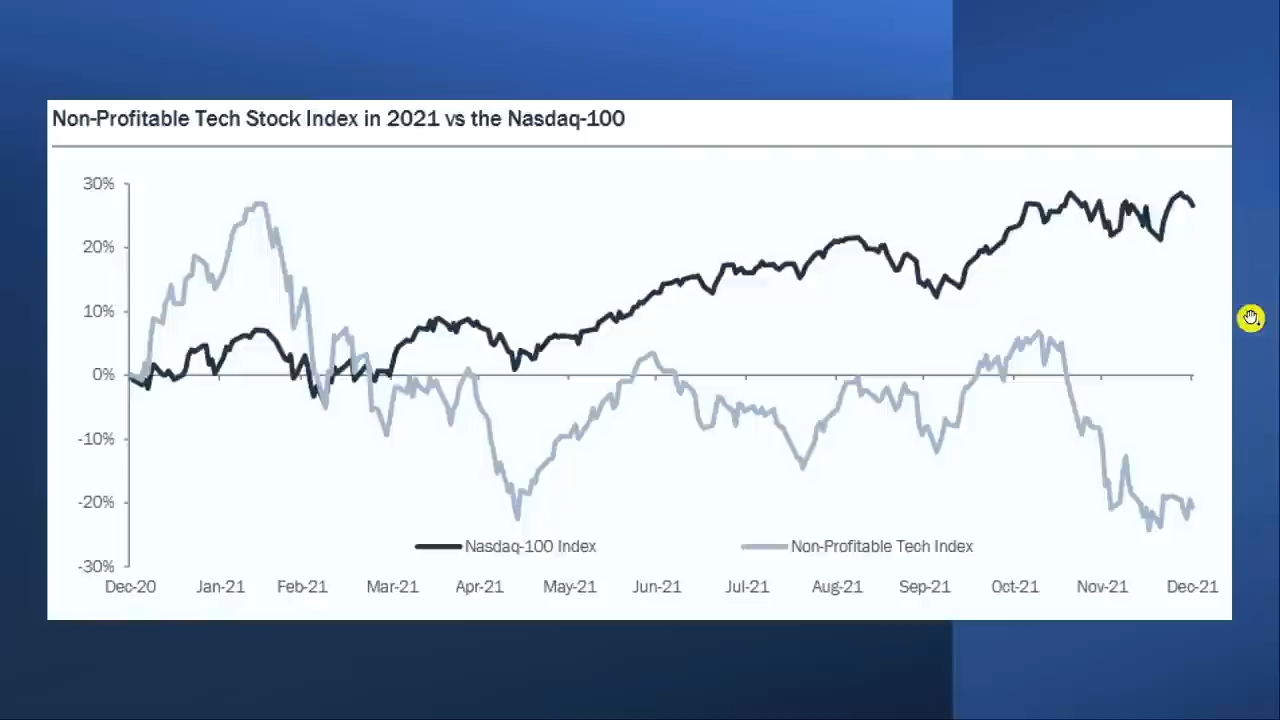 Non-Profitable Tech Stock Index in 2021 vs the Nasdaq-100
30%
20%
10%
0%
-10%
-20%
-30%
Nasdaq-100 Index
Non-Profitable Tech Index
Dec-20 Jan-21 Feb-21 Mar-21 Apr-21 May-21 Jun-21 Jul-21 Aug-21 Sep-21 Oct-21 Nov-21 Dec-21